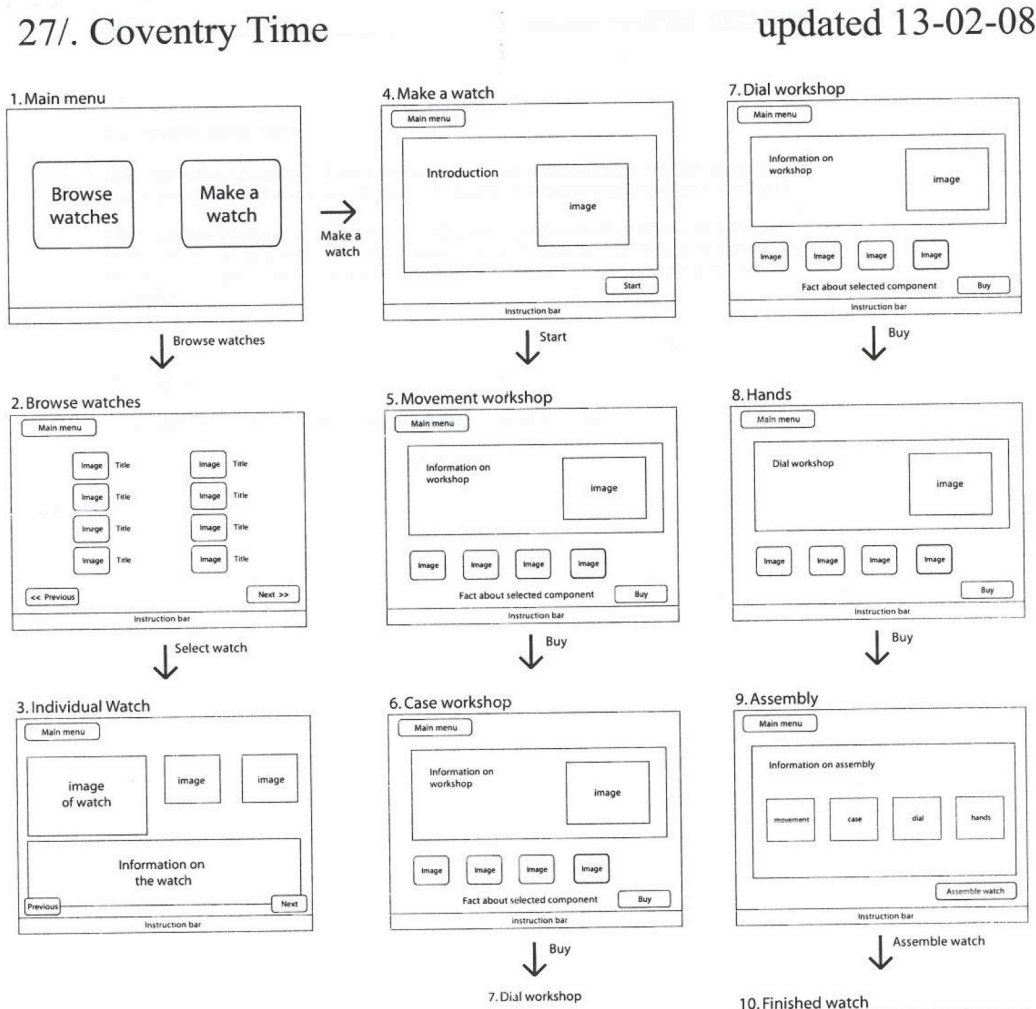 27/. Coventry Time
updated 13-02-08
1. Main menu
Browse
watches
Make a
watch
Make a
watch
Browse watches
2. Browse watches
Main menu
Image Title
Image Title
Image Title
Image Title
Image Title
Image Title
Image Title
Image Title
<< Previous
Next >>
Instruction bar
Select watch
3. Individual Watch
Main menu
image
of watch
image
image
Information on
the watch
Previous
Next
Instruction bar
4. Make a watch
Main menu
Introduction
image
Start
Instruction bar
Start
5. Movement workshop
Main menu
Information on
workshop
image
Image
Image
Image
Image
Fact about selected component
Buy
Instruction bar
Buy
6. Case workshop
Main menu
Information on
workshop
image
Image
Image
Image
Image
Fact about selected component
Buy
instruction bar
Buy
7. Dial workshop
7. Dial workshop
Main menu
Information on
workshop
image
Image
Image
Image
Image
Fact about selected component
Buy
Instruction bar
Buy
8. Hands
Main menu
Dial workshop
image
Image
Image
Image
Image
Buy
Instruction bar
Buy
9. Assembly
Main menu
Information on assembly
movement
case
dial
hands
Assemble watch
Instruction bar
Assemble watch
10. Finished watch